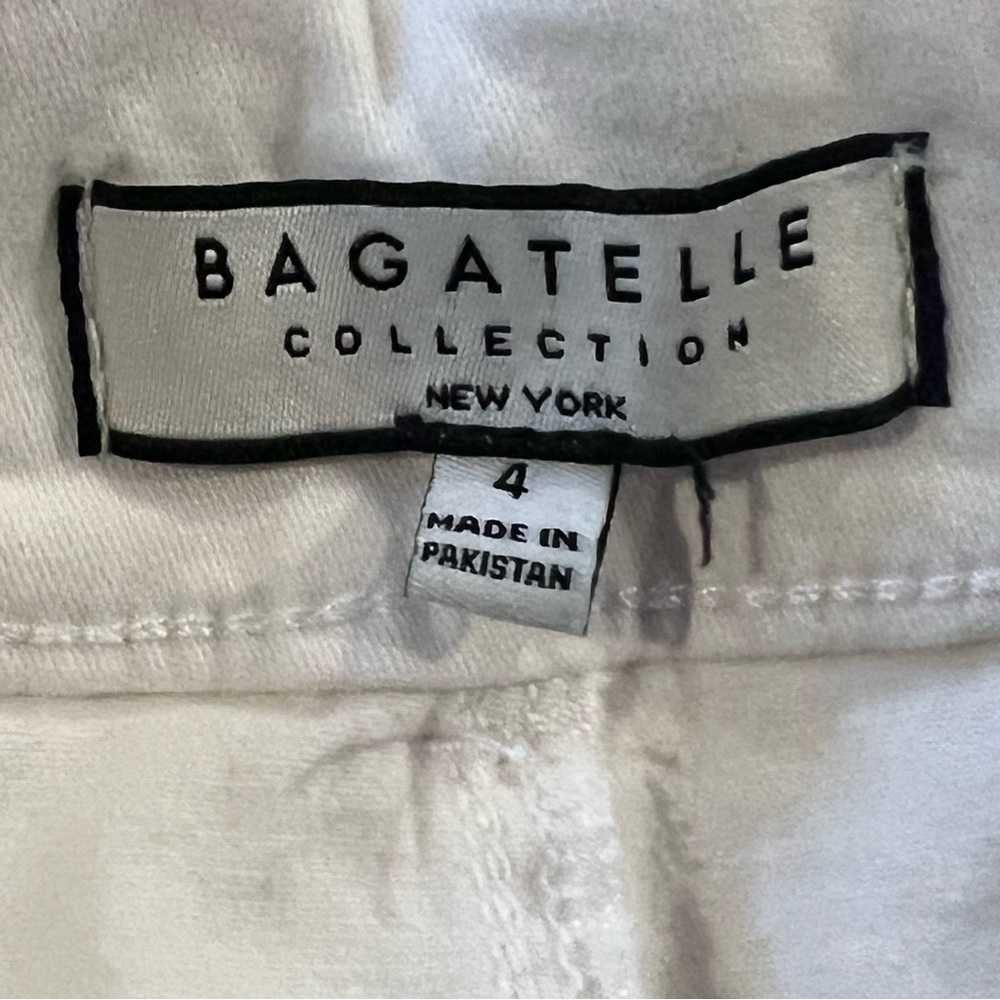 BAGATELLE
COLLECTION
NEW YORK
4
MADE IN
PAKISTAN